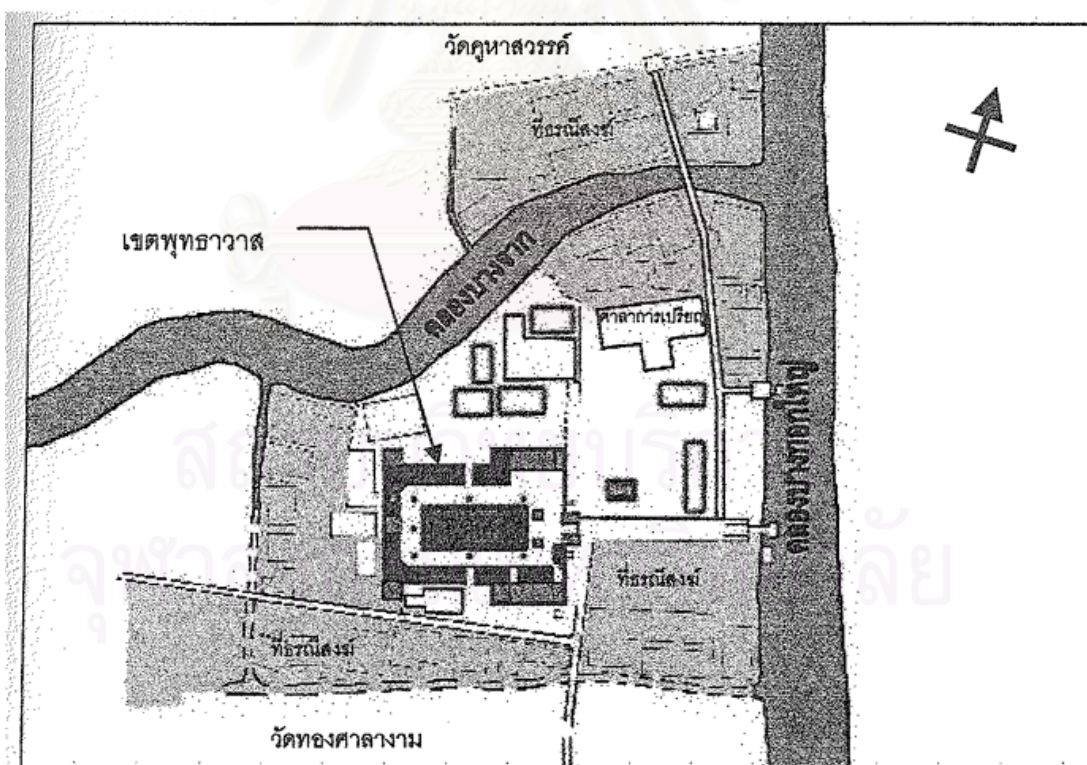 วัดคูหาสวรรค์
ที่ธรณีสงฆ์
เขตพุทธาวาส
คลองบางจาก
ศาลาการเปรียญ
คลองบางกอกใหญ่
ที่ธรณีสงฆ์
ที่ธรณีสงฆ์
วัดทองศาลางาม